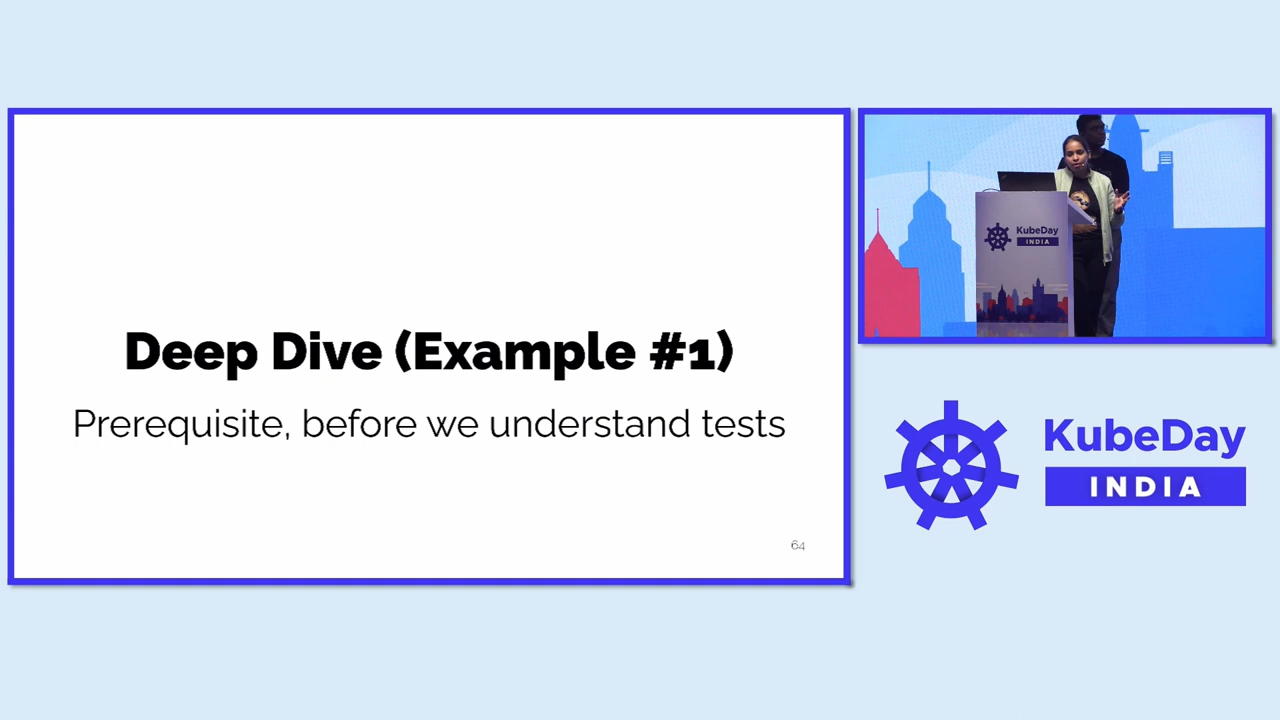 Deep Dive (Example #1)
Prerequisite, before we understand tests
64
KubeDay
INDIA
KubeDay
INDIA